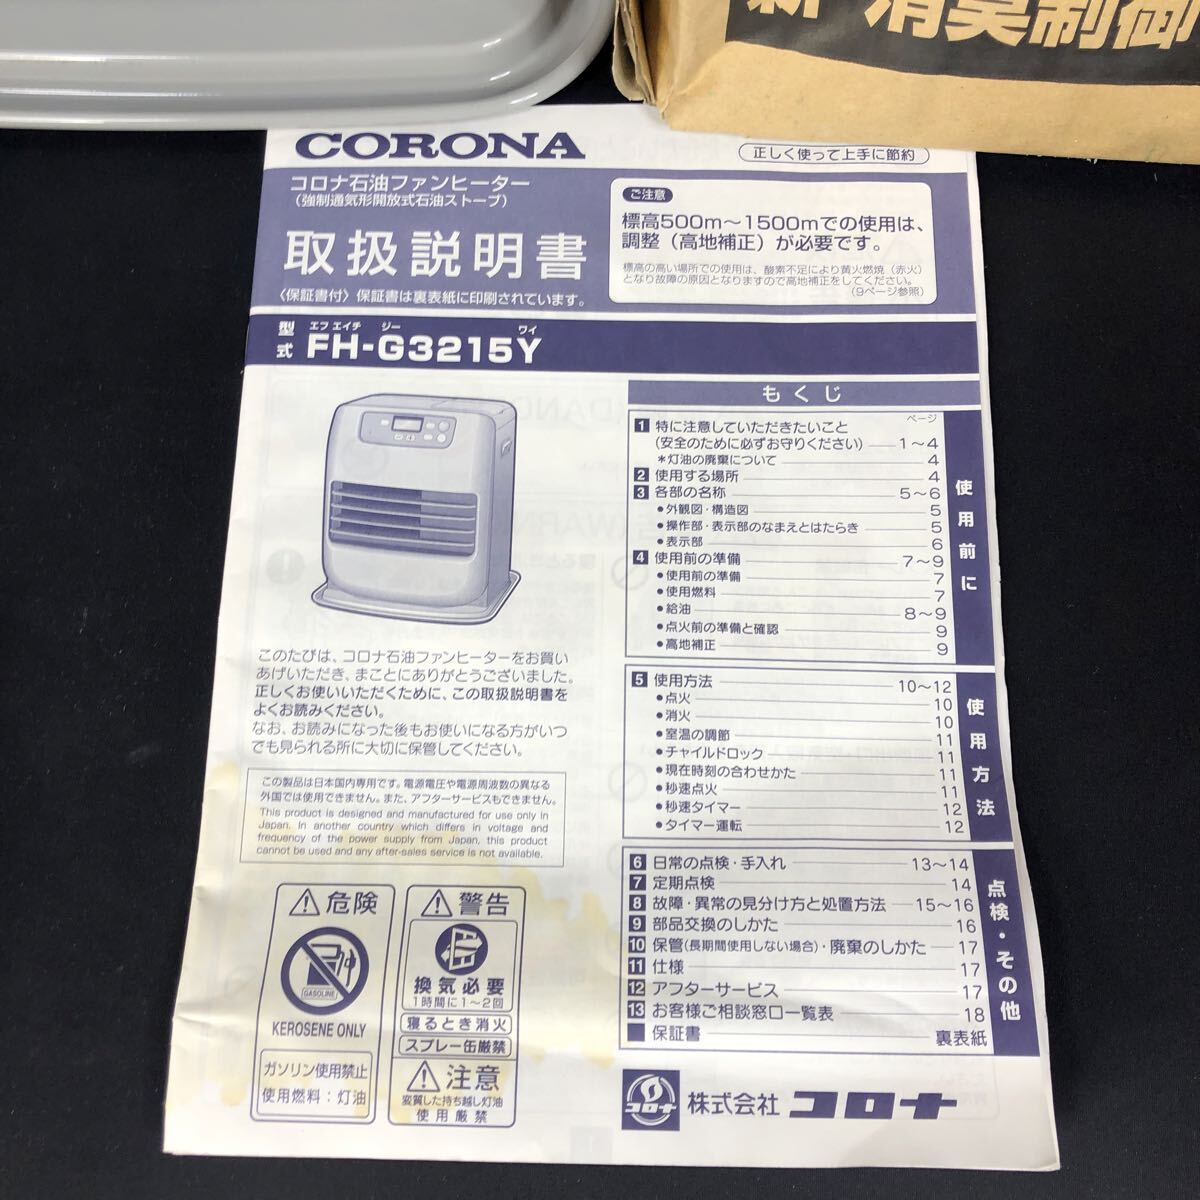 新 消臭制御
CORONA
正しく使って上手に節約
コロナ石油ファンヒーター
(強制通気形開放式石油ストーブ)
取扱説明書
〈保証書付〉保証書は裏表紙に印刷されています。
ご注意
標高500m〜1500mでの使用は、
調整(高地補正)が必要です。
標高の高い場所での使用は、酸素不足により黄火燃焼(赤火)
となり故障の原因となりますので高地補正をしてください。
(9ページ参照)
型式
エフ エイチ ジー ワイ
FH-G3215Y
このたびは、コロナ石油ファンヒーターをお買い
あげいただき、まことにありがとうございました。
正しくお使いいただくために、この取扱説明書を
よくお読みください。
なお、お読みになった後もお使いになる方がいつ
でも見られる所に大切に保管してください。
この製品は日本国内専用です。電源電圧や電源周波数の異なる
外国では使用できません。また、アフターサービスもできません。
This product is designed and manufactured for use only in
Japan. In another country which differs in voltage and
frequency of the power supply from Japan, this product
cannot be used and any after-sales service is not available.
危険
GASOLINE
KEROSENE ONLY
ガソリン使用禁止
使用燃料：灯油
警告
換気必要
1時間に1〜2回
寝るとき消火
スプレー缶厳禁
注意
変質した持ち越し灯油
使用厳禁
もくじ
ページ
1 特に注意していただきたいこと
(安全のために必ずお守りください) 1〜4
＊灯油の廃棄について 4
2 使用する場所 4
3 各部の名称 5〜6
●外観図・構造図 5
●操作部・表示部のなまえとはたらき 5
●表示部 6
4 使用前の準備 7〜9
●使用前の準備 7
●使用燃料 7
●給油 8〜9
●点火前の準備と確認 9
●高地補正 9
使用前に
5 使用方法 10〜12
●点火 10
●消火 10
●室温の調節 11
●チャイルドロック 11
●現在時刻の合わせかた 11
●秒速点火 11
●秒速タイマー 12
●タイマー運転 12
使用方法
6 日常の点検・手入れ 13〜14
7 定期点検 14
8 故障・異常の見分け方と処置方法 15〜16
9 部品交換のしかた 16
10 保管(長期間使用しない場合)・廃棄のしかた 17
11 仕様 17
12 アフターサービス 17
13 お客様ご相談窓口一覧表 18
■ 保証書 裏表紙
点検・その他
コロナ
株式会社 コロナ